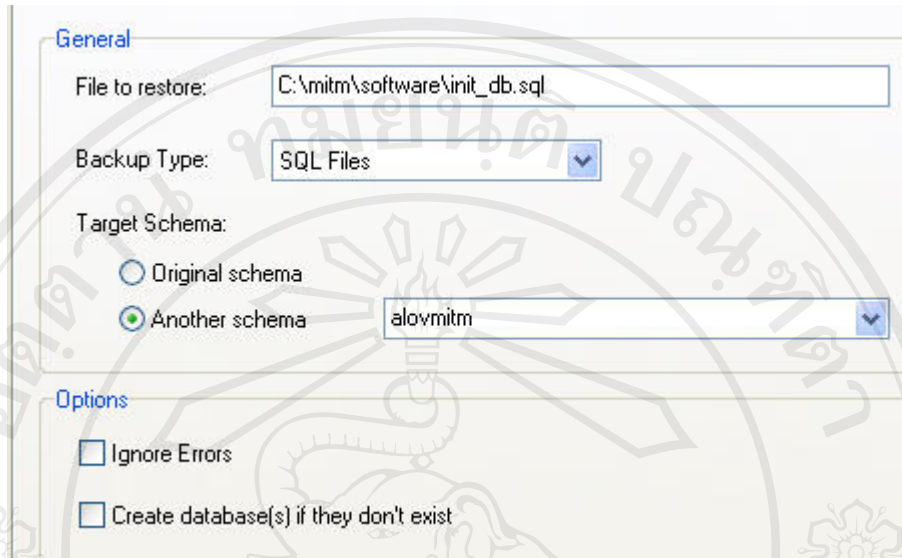 General
File to restore: C:\mitm\software\init_db.sql
Backup Type: SQL Files
Target Schema:
Original schema
Another schema alovmitm
Options
Ignore Errors
Create database(s) if they don't exist